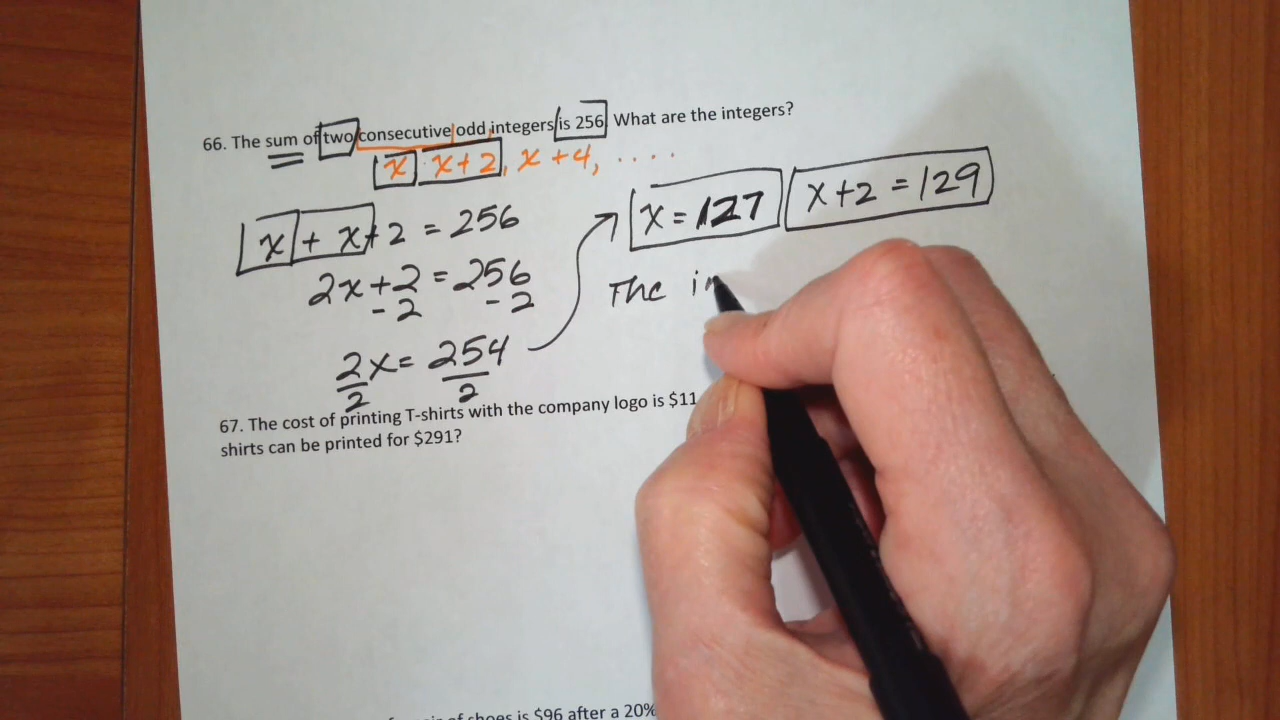 66. The sum of two consecutive odd integers is 256. What are the integers?
x x+2, x+4, ....
x + x+2 = 256
2x+2 = 256
-2 -2
2x = 254
2 2
x = 127 x+2 = 129
The in
67. The cost of printing T-shirts with the company logo is $11
shirts can be printed for $291?
of shoes is $96 after a 20%